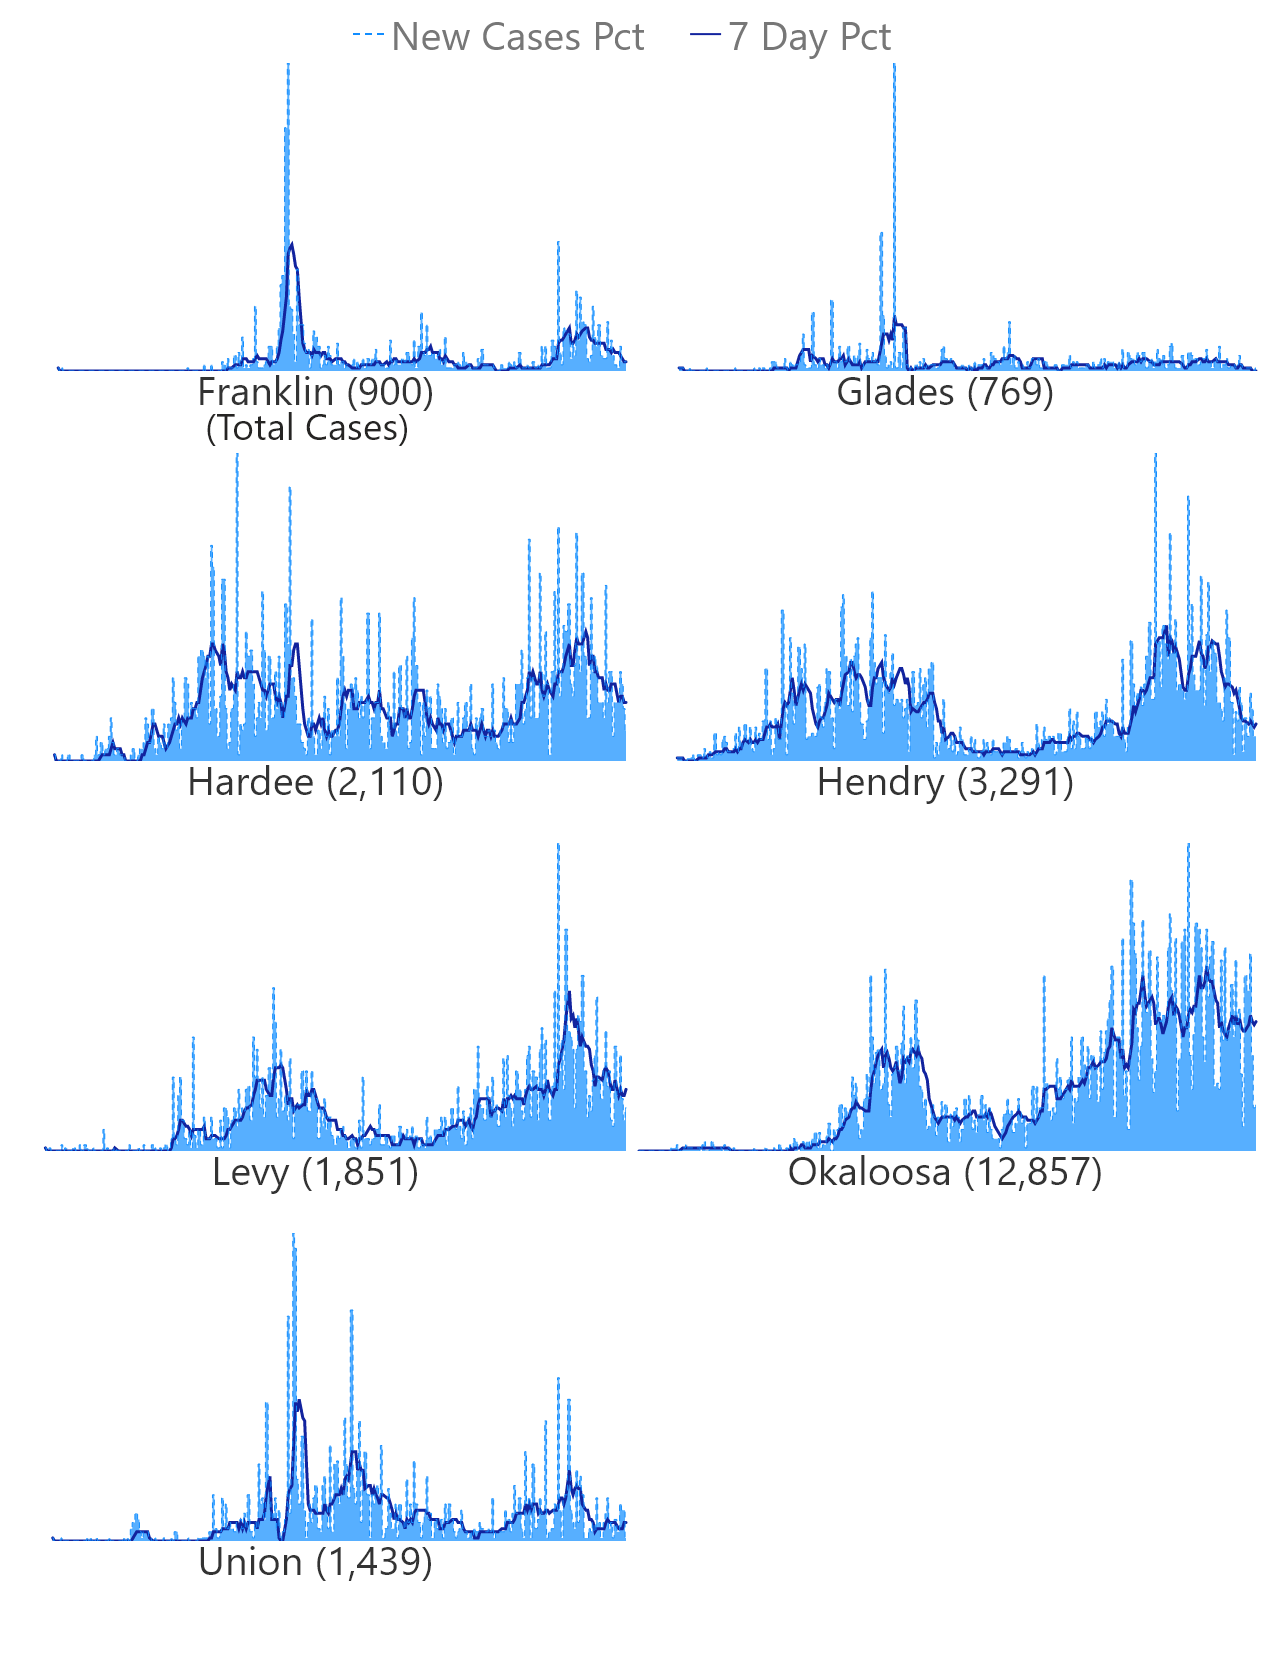 New Cases Pct 7 Day Pct
Franklin (900) Glades (769)
(Total Cases)
Hardee (2,110) Hendry (3,291)
Levy (1,851) Okaloosa (12,857)
Union (1,439)